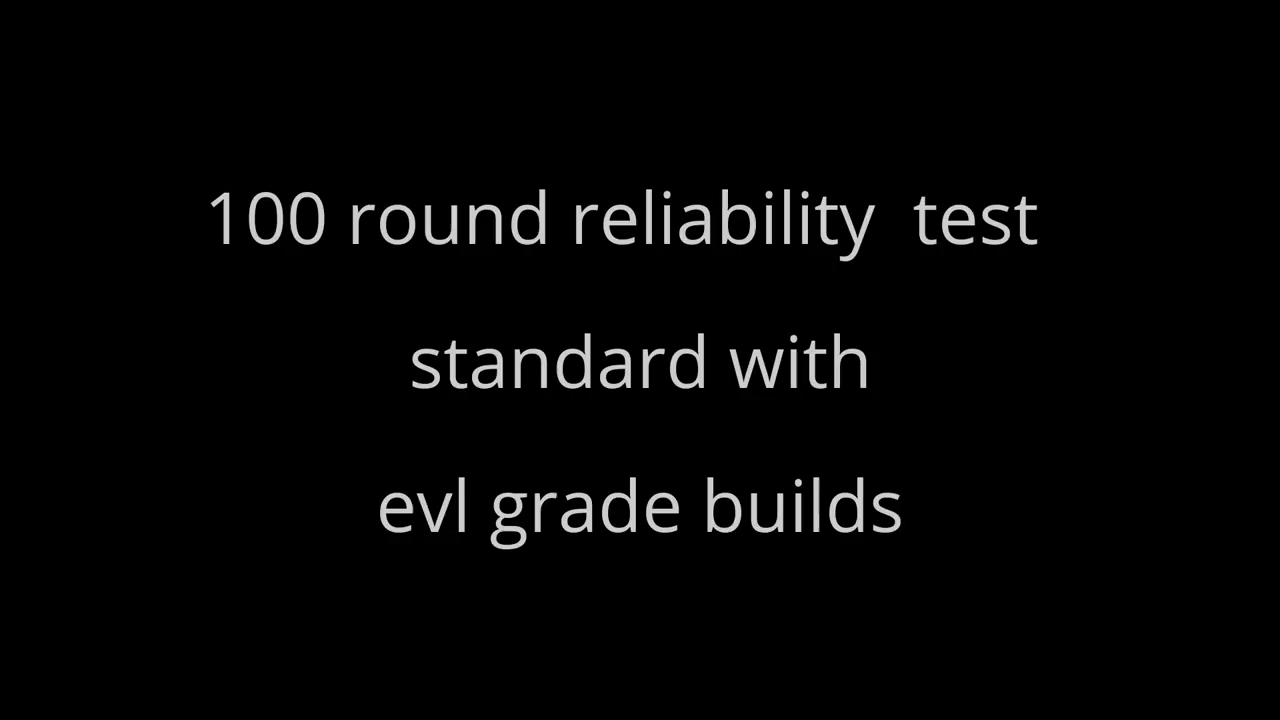 100 round reliability  test
standard with
evl grade builds